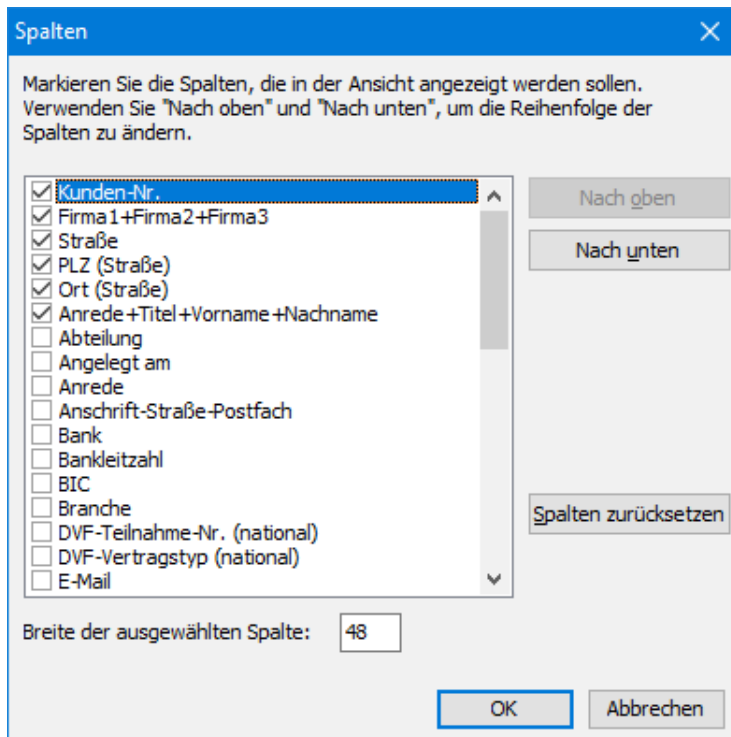 Spalten
Markieren Sie die Spalten, die in der Ansicht angezeigt werden sollen.
Verwenden Sie "Nach oben" und "Nach unten", um die Reihenfolge der
Spalten zu ändern.
Kunden-Nr.
Firma1+Firma2+Firma3
Straße
PLZ (Straße)
Ort (Straße)
Anrede+Titel+Vorname+Nachname
Abteilung
Angelegt am
Anrede
Anschrift-Straße-Postfach
Bank
Bankleitzahl
BIC
Branche
DVF-Teilnahme-Nr. (national)
DVF-Vertragstyp (national)
E-Mail
Nach oben
Nach unten
Spalten zurücksetzen
Breite der ausgewählten Spalte: 48
OK Abbrechen